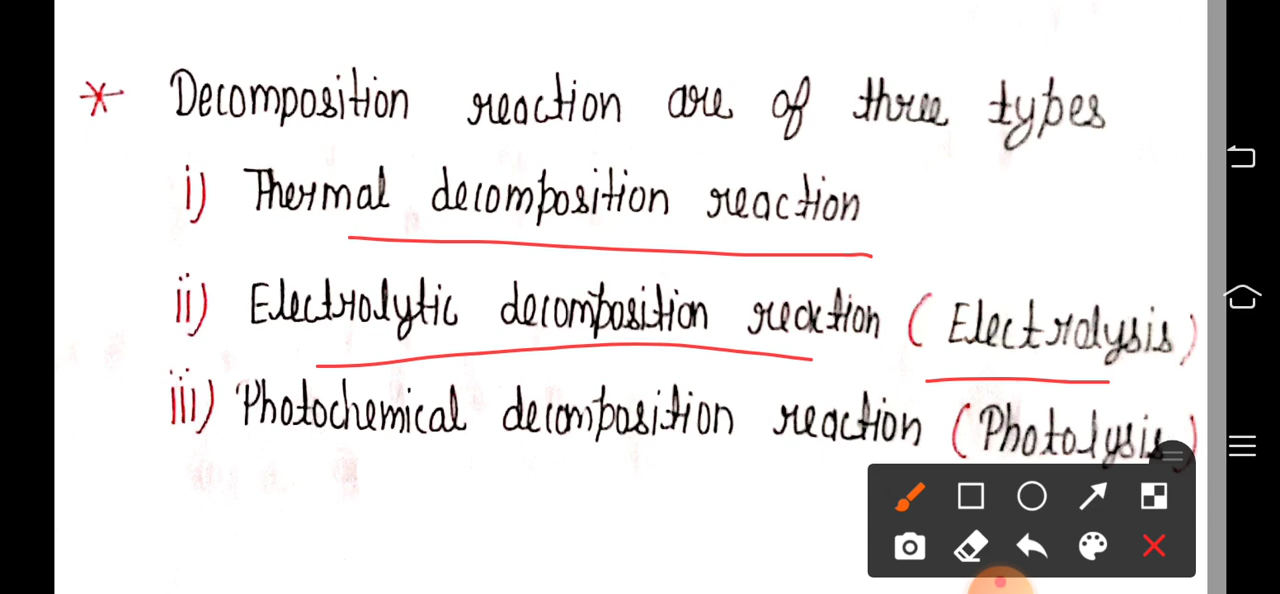 * Decomposition reaction are of three types
i) Thermal decomposition reaction
ii) Electrolytic decomposition reaction (Electrolysis)
iii) Photochemical decomposition reaction (Photolysis)